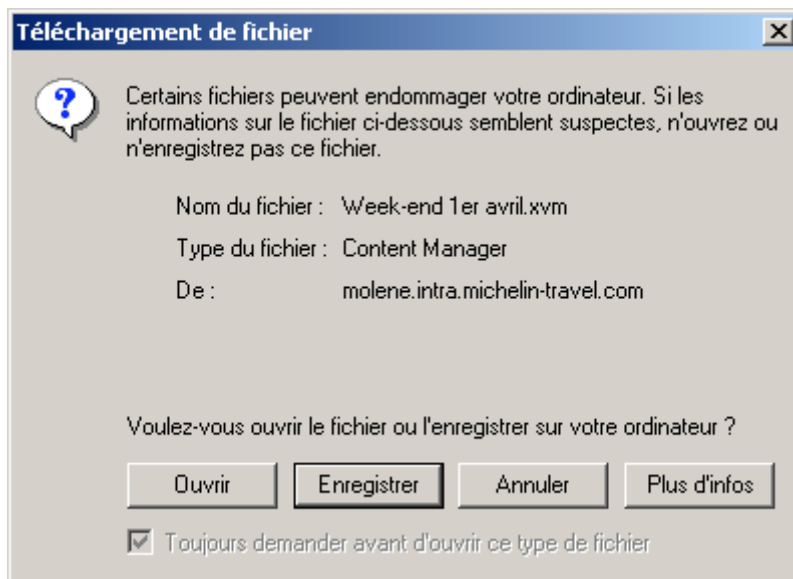 Téléchargement de fichier
Certains fichiers peuvent endommager votre ordinateur. Si les
informations sur le fichier ci-dessous semblent suspectes, n'ouvrez ou
n'enregistrez pas ce fichier.
Nom du fichier : Week-end 1er avril.xvm
Type du fichier : Content Manager
De : molene.intra.michelin-travel.com
Voulez-vous ouvrir le fichier ou l'enregistrer sur votre ordinateur ?
Ouvrir Enregistrer Annuler Plus d'infos
Toujours demander avant d'ouvrir ce type de fichier